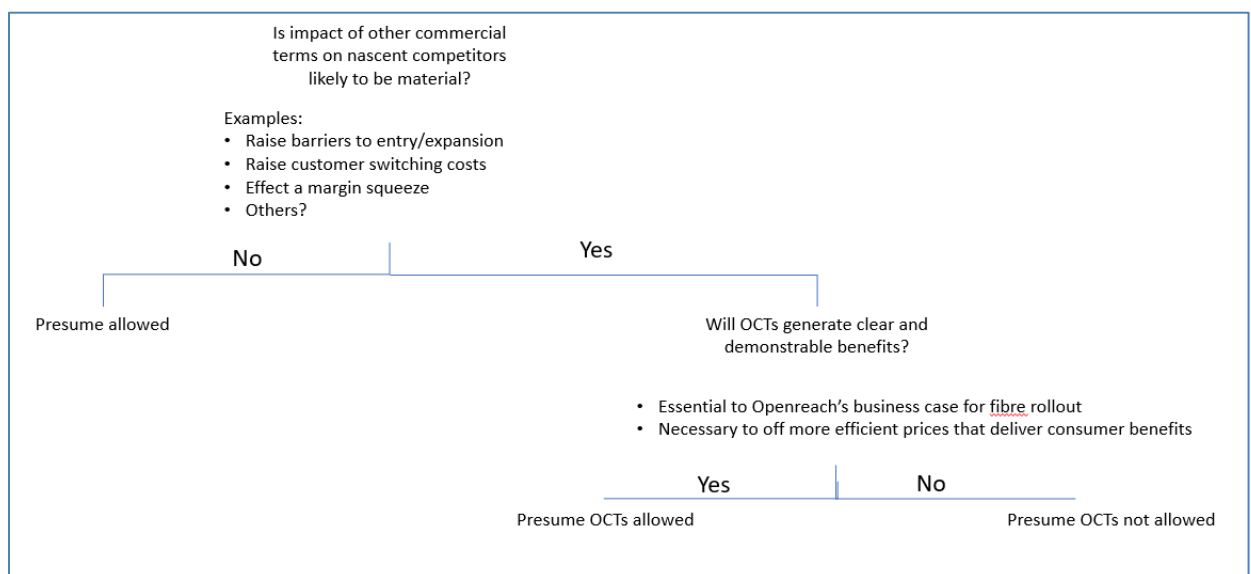 Is impact of other commercial
terms on nascent competitors
likely to be material?
Examples:
• Raise barriers to entry/expansion
• Raise customer switching costs
• Effect a margin squeeze
• Others?
No
Yes
Presume allowed
Will OCTs generate clear and
demonstrable benefits?
• Essential to Openreach’s business case for fibre rollout
• Necessary to off more efficient prices that deliver consumer benefits
Yes
No
Presume OCTs allowed
Presume OCTs not allowed